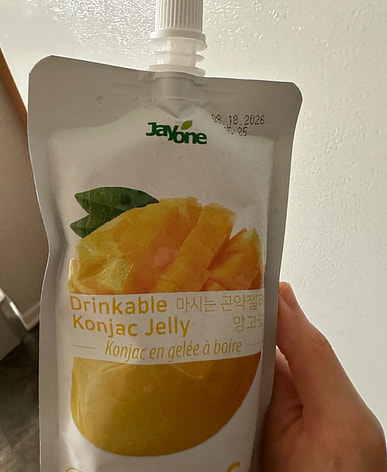 Jayone
08.18.2026
Drinkable
Konjac Jelly
마시는 곤약젤리
망고맛
Konjac en gelée à boire